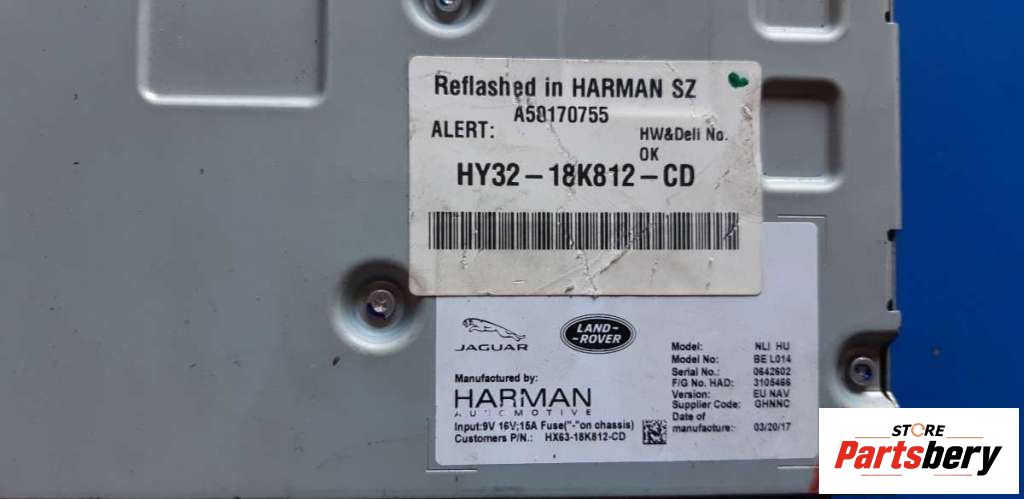 Reflashed in HARMAN SZ
A50170755
ALERT:
HW&Deli No.
OK
HY32-18K812-CD
JAGUAR
LAND-
-ROVER
Manufactured by:
HARMAN
AUTOMOTIVE
Input:9V 16V;15A Fuse("-"on chassis)
Customers P/N.: HX63-18K812-CD
Model: NLI HU
Model No: BE L014
Serial No.: 0642602
F/G No. HAD: 3105466
Version: EU NAV
Supplier Code: GHNNC
Date of
manufacture: 03/20/17
STORE
Partsbery